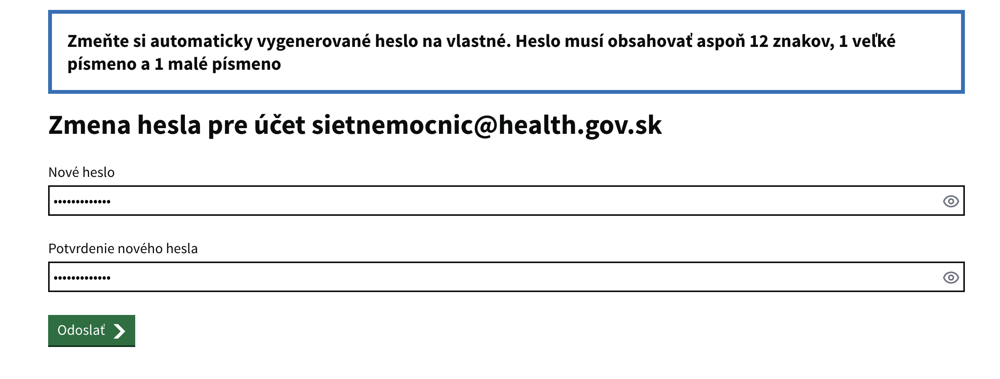 Zmeňte si automaticky vygenerované heslo na vlastné. Heslo musí obsahovať aspoň 12 znakov, 1 veľké
písmeno a 1 malé písmeno
Zmena hesla pre účet sietnemocnic@health.gov.sk
Nové heslo
•••••••••••••
Potvrdenie nového hesla
•••••••••••••
Odoslať